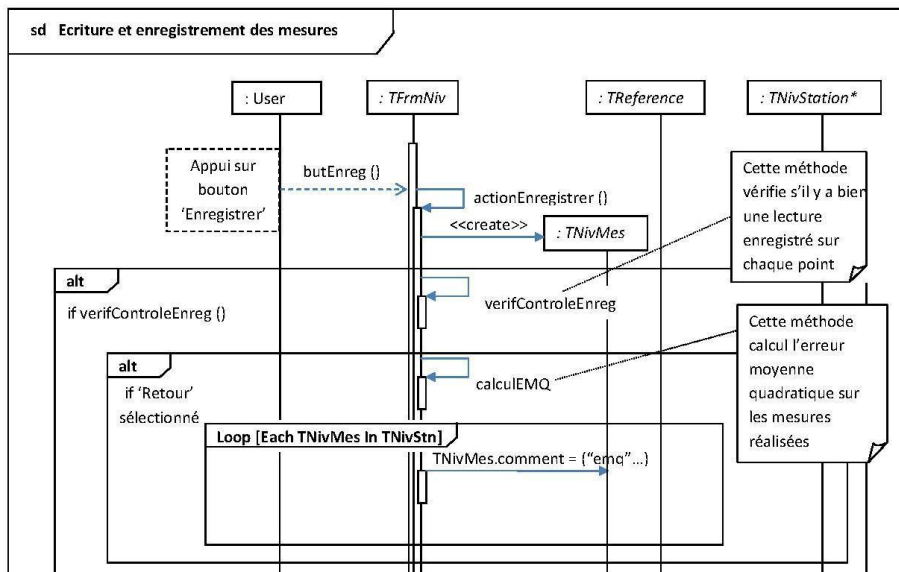 sd Ecriture et enregistrement des mesures
: User
: TFrmNiv
: TReference
: TNivStation*
Appui sur
bouton
‘Enregistrer’
butEnreg ()
actionEnregistrer ()
<<create>>
: TNivMes
Cette méthode
vérifie s’il y a bien
une lecture
enregistré sur
chaque point
alt
if verifControleEnreg ()
verifControleEnreg
Cette méthode
calcul l’erreur
moyenne
quadratique sur
les mesures
réalisées
alt
if ‘Retour’
sélectionné
calculEMQ
Loop [Each TNivMes In TNivStn]
TNivMes.comment = (“emq”...)